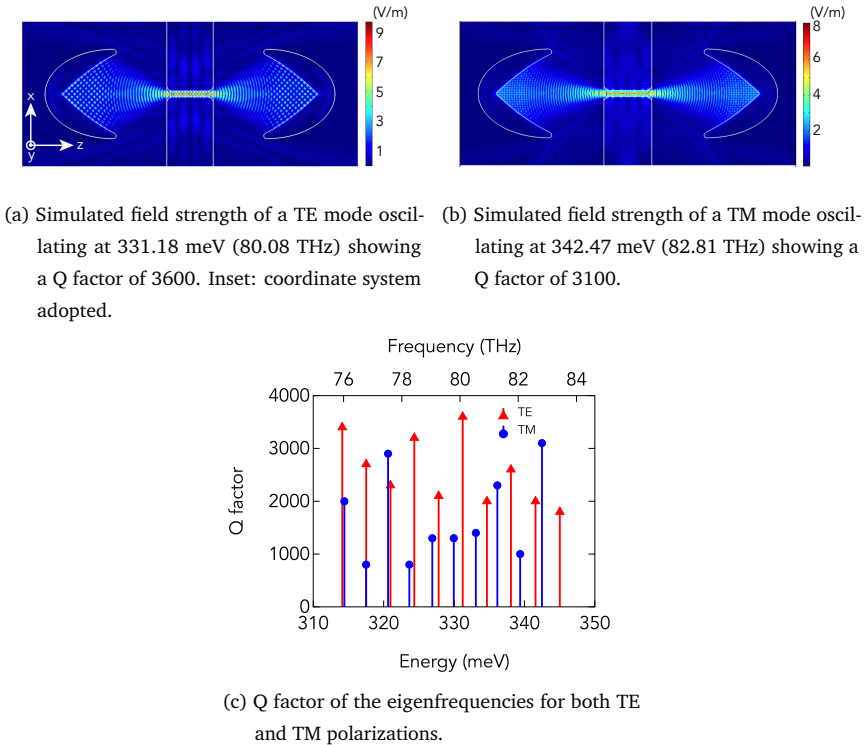 (V/m)
9
7
5
3
1
x
y
z
(V/m)
8
6
4
2
(a) Simulated field strength of a TE mode oscil-
lating at 331.18 meV (80.08 THz) showing
a Q factor of 3600. Inset: coordinate system
adopted.
(b) Simulated field strength of a TM mode oscil-
lating at 342.47 meV (82.81 THz) showing a
Q factor of 3100.
Frequency (THz)
76 78 80 82 84
4000
3000
2000
1000
0
Q factor
TE
TM
310 320 330 340 350
Energy (meV)
(c) Q factor of the eigenfrequencies for both TE
and TM polarizations.